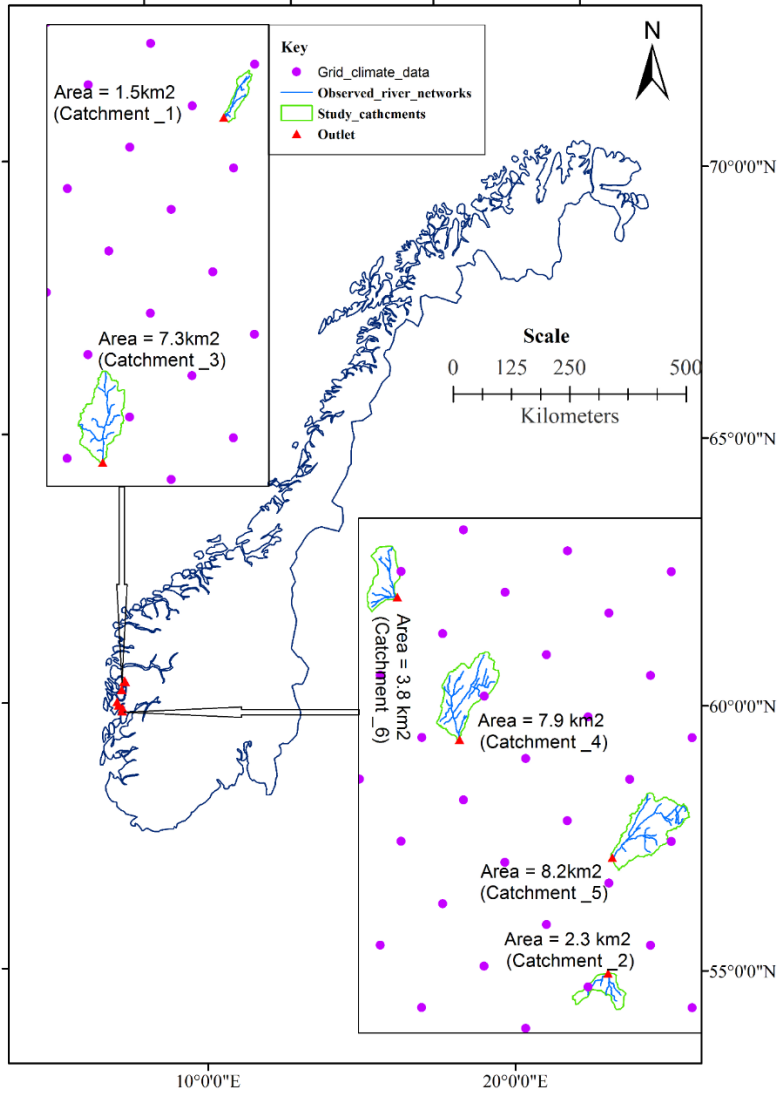 Key
Grid_climate_data
Observed_river_networks
Study_cathcments
Outlet
N
Area = 1.5km2
(Catchment _1)
Area = 7.3km2
(Catchment _3)
70°0'0"N
Scale
0 125 250 500
Kilometers
65°0'0"N
Area = 3.8 km2
(Catchment _6)
Area = 7.9 km2
(Catchment _4)
60°0'0"N
Area = 8.2km2
(Catchment _5)
Area = 2.3 km2
(Catchment _2)
55°0'0"N
10°0'0"E
20°0'0"E